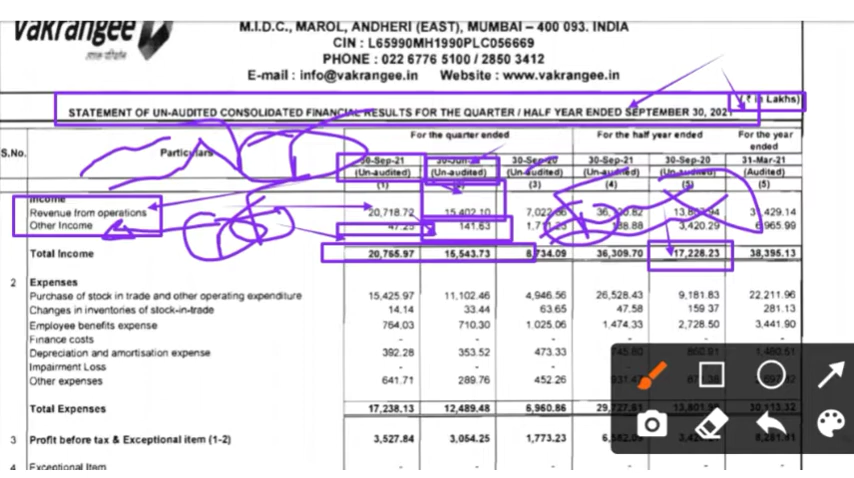 vakrangee
M.I.D.C., MAROL, ANDHERI (EAST), MUMBAI – 400 093. INDIA
CIN : L65990MH1990PLC056669
PHONE : 022 6776 5100 / 2850 3412
E-mail : info@vakrangee.in Website : www.vakrangee.in
(₹ in Lakhs)
STATEMENT OF UN-AUDITED CONSOLIDATED FINANCIAL RESULTS FOR THE QUARTER / HALF YEAR ENDED SEPTEMBER 30, 2021
S.No. Particulars For the quarter ended For the half year ended For the year ended
30-Sep-21 30-Sep-20 30-Sep-21 30-Sep-20 31-Mar-21
(Un-audited) (Un-audited) (Un-audited) (Un-audited) (Un-audited) (Audited)
(1) (3) (4) (5) (5)
Income
Revenue from operations 20,718.72 15,402.10
Other Income 47.25 141.63 3,420.29 6,965.99
Total Income 20,765.97 15,543.73 8,734.09 36,309.70 17,228.23 38,395.13
2 Expenses
Purchase of stock in trade and other operating expenditure 15,425.97 11,102.46 4,946.56 26,528.43 9,181.83 22,211.96
Changes in inventories of stock-in-trade 14.14 33.44 63.65 47.58 159.37 281.13
Employee benefits expense 764.03 710.30 1,025.06 1,474.33 2,728.50 3,441.90
Finance costs - - - - - -
Depreciation and amortisation expense 392.28 353.52 473.33
Impairment Loss - - -
Other expenses 641.71 289.76 452.26
Total Expenses 17,238.13 12,489.48 6,960.86
3 Profit before tax & Exceptional item (1-2) 3,527.84 3,054.25 1,773.23
4 Exceptional Item - - - - - -